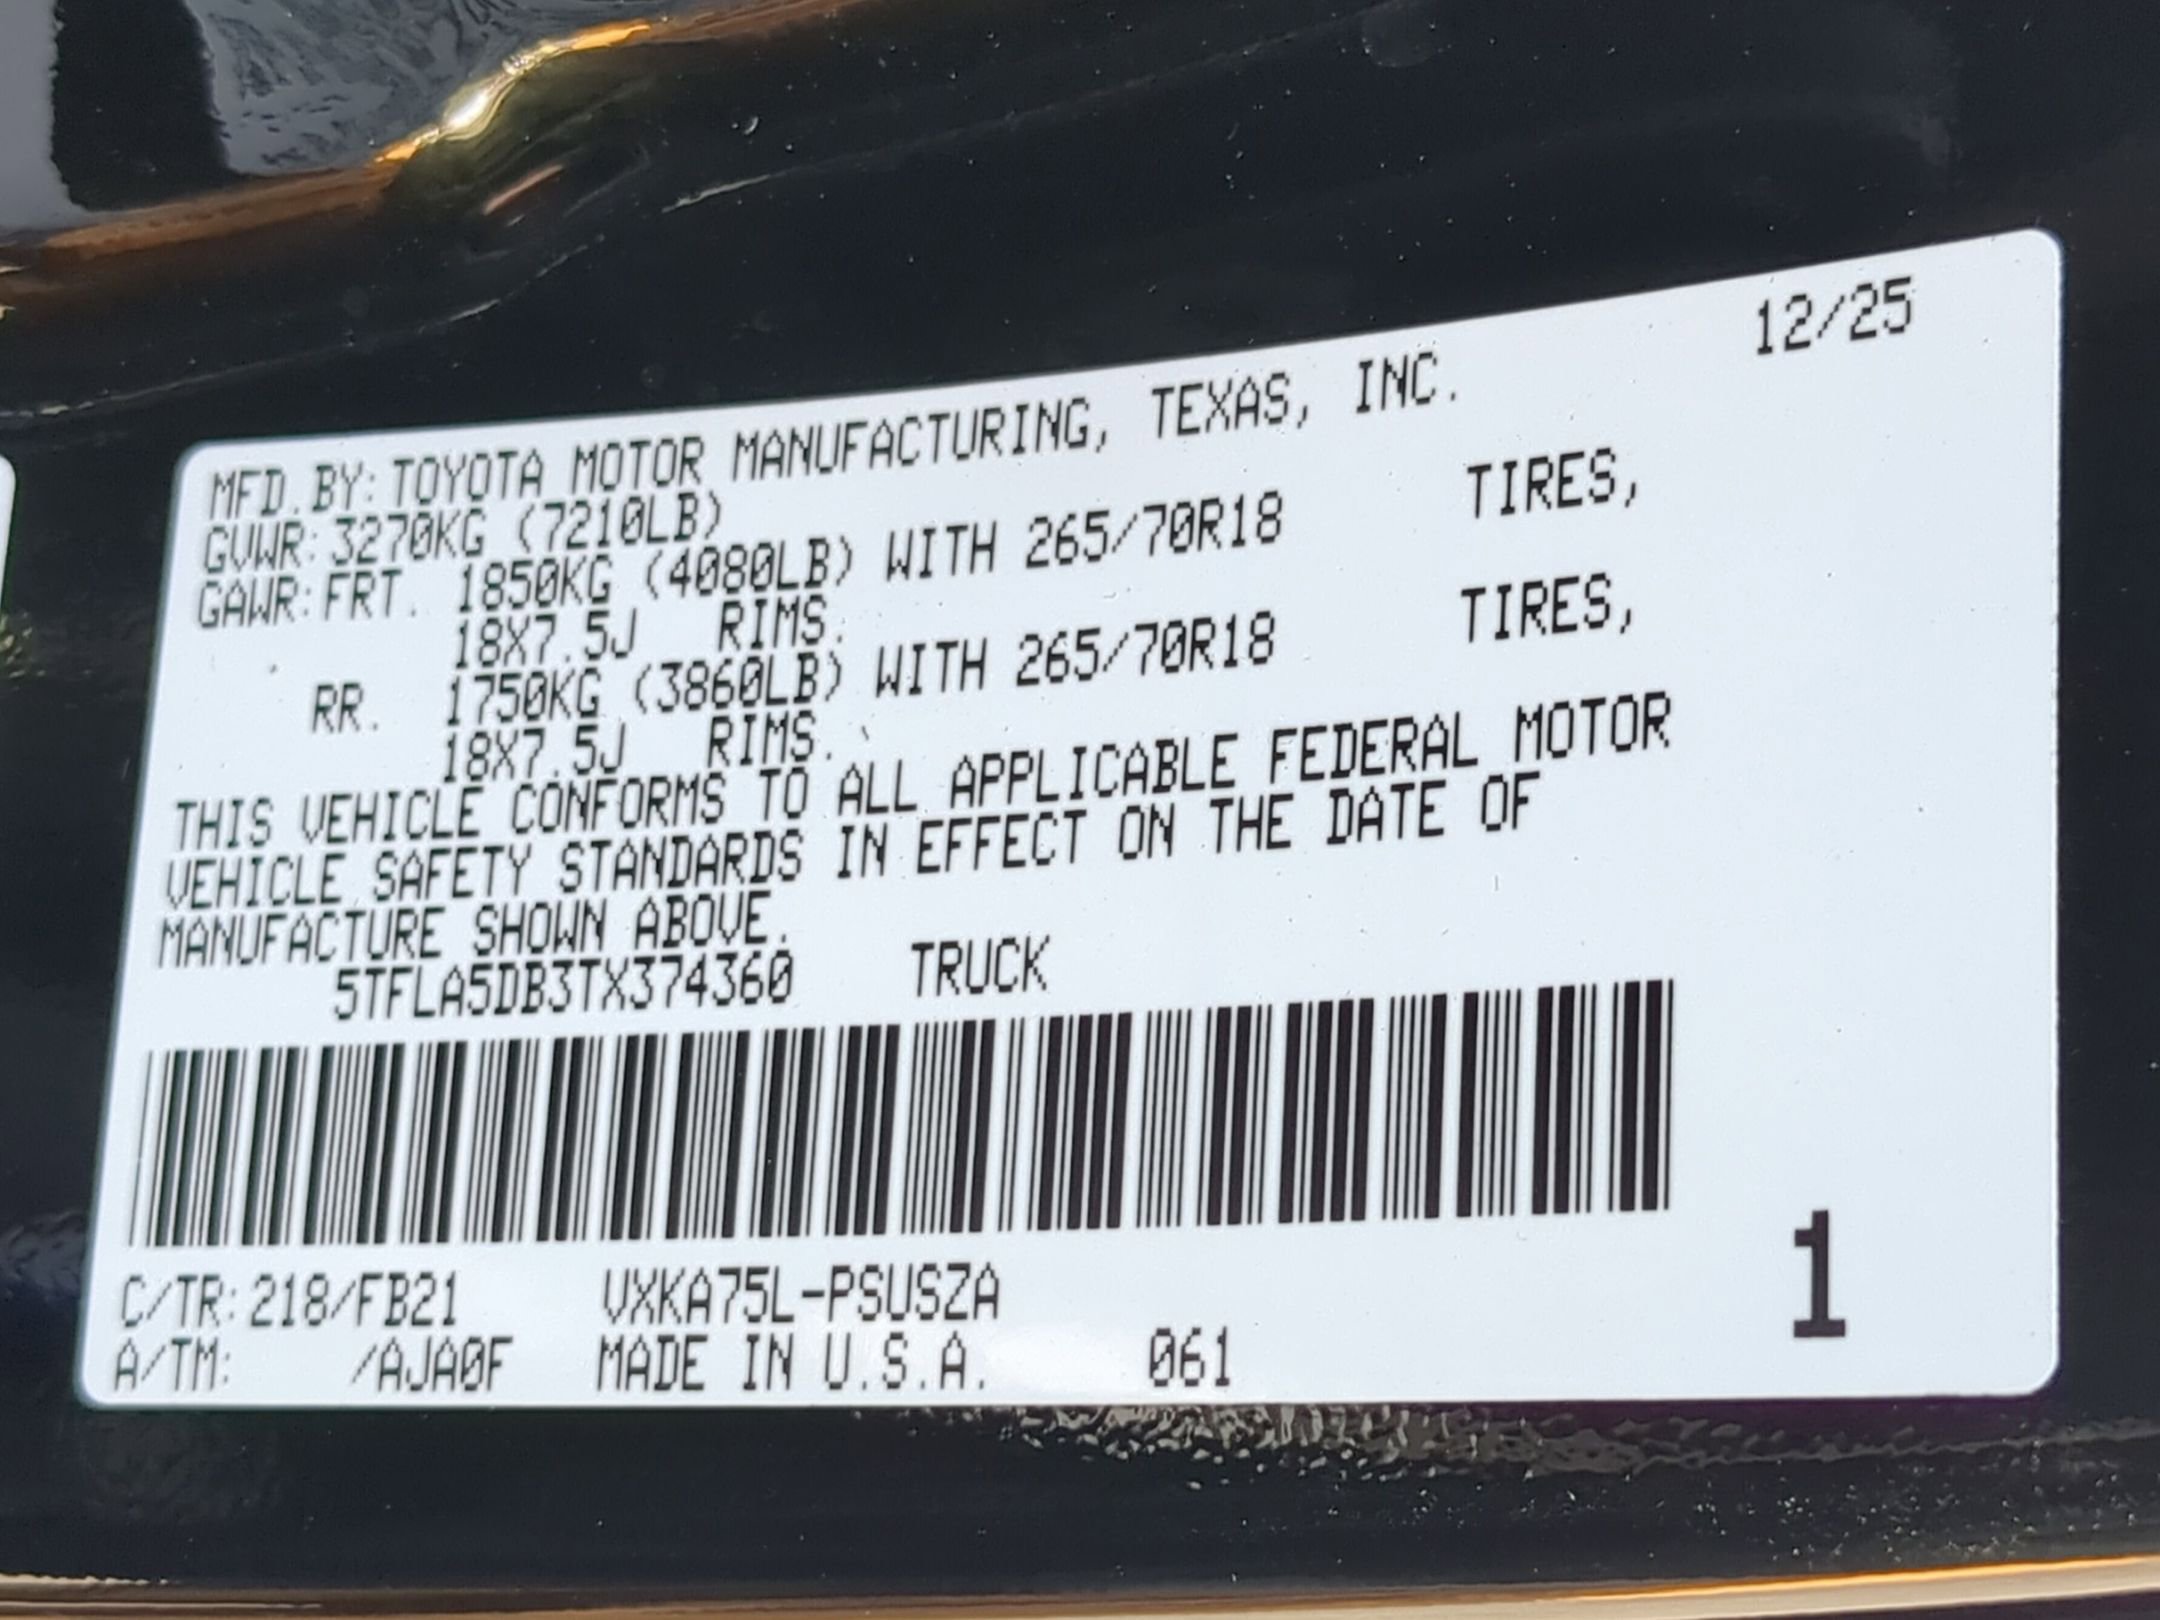 12/25
MFD.BY:TOYOTA MOTOR MANUFACTURING, TEXAS, INC.
GVWR:3270KG (7210LB)
GAWR:FRT. 1850KG (4080LB) WITH 265/70R18 TIRES,
18X7.5J RIMS.
RR. 1750KG (3860LB) WITH 265/70R18 TIRES,
18X7.5J RIMS.
THIS VEHICLE CONFORMS TO ALL APPLICABLE FEDERAL MOTOR
VEHICLE SAFETY STANDARDS IN EFFECT ON THE DATE OF
MANUFACTURE SHOWN ABOVE.
5TFLA5DB3TX374360 TRUCK
C/TR:218/FB21 VXKA75L-PSUSZA
A/TM: /AJA0F MADE IN U.S.A. 061
1